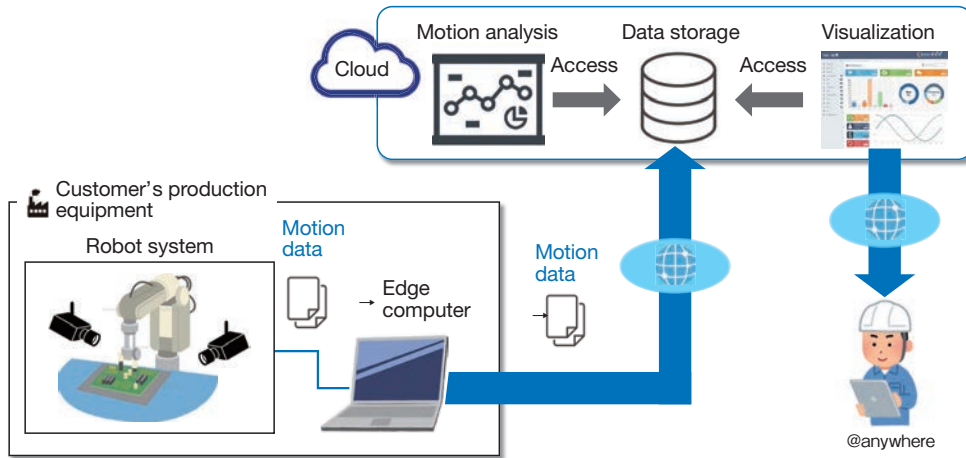 Motion analysis
Data storage
Visualization
Cloud
Access
Access
Customer's production
equipment
Robot system
Motion
data
→ Edge
computer
Motion
data
@anywhere